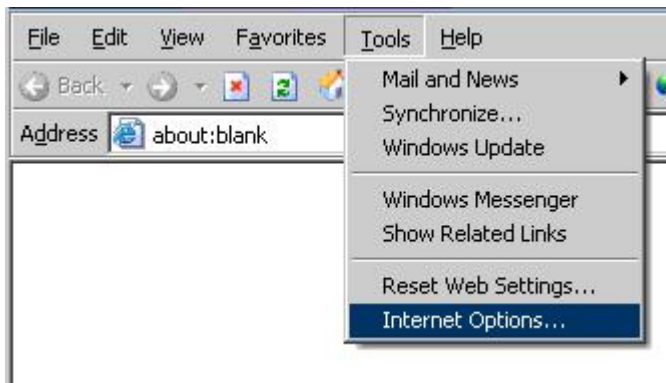 File Edit View Favorites Tools Help
Back
Address about:blank
Mail and News
Synchronize...
Windows Update
Windows Messenger
Show Related Links
Reset Web Settings...
Internet Options...